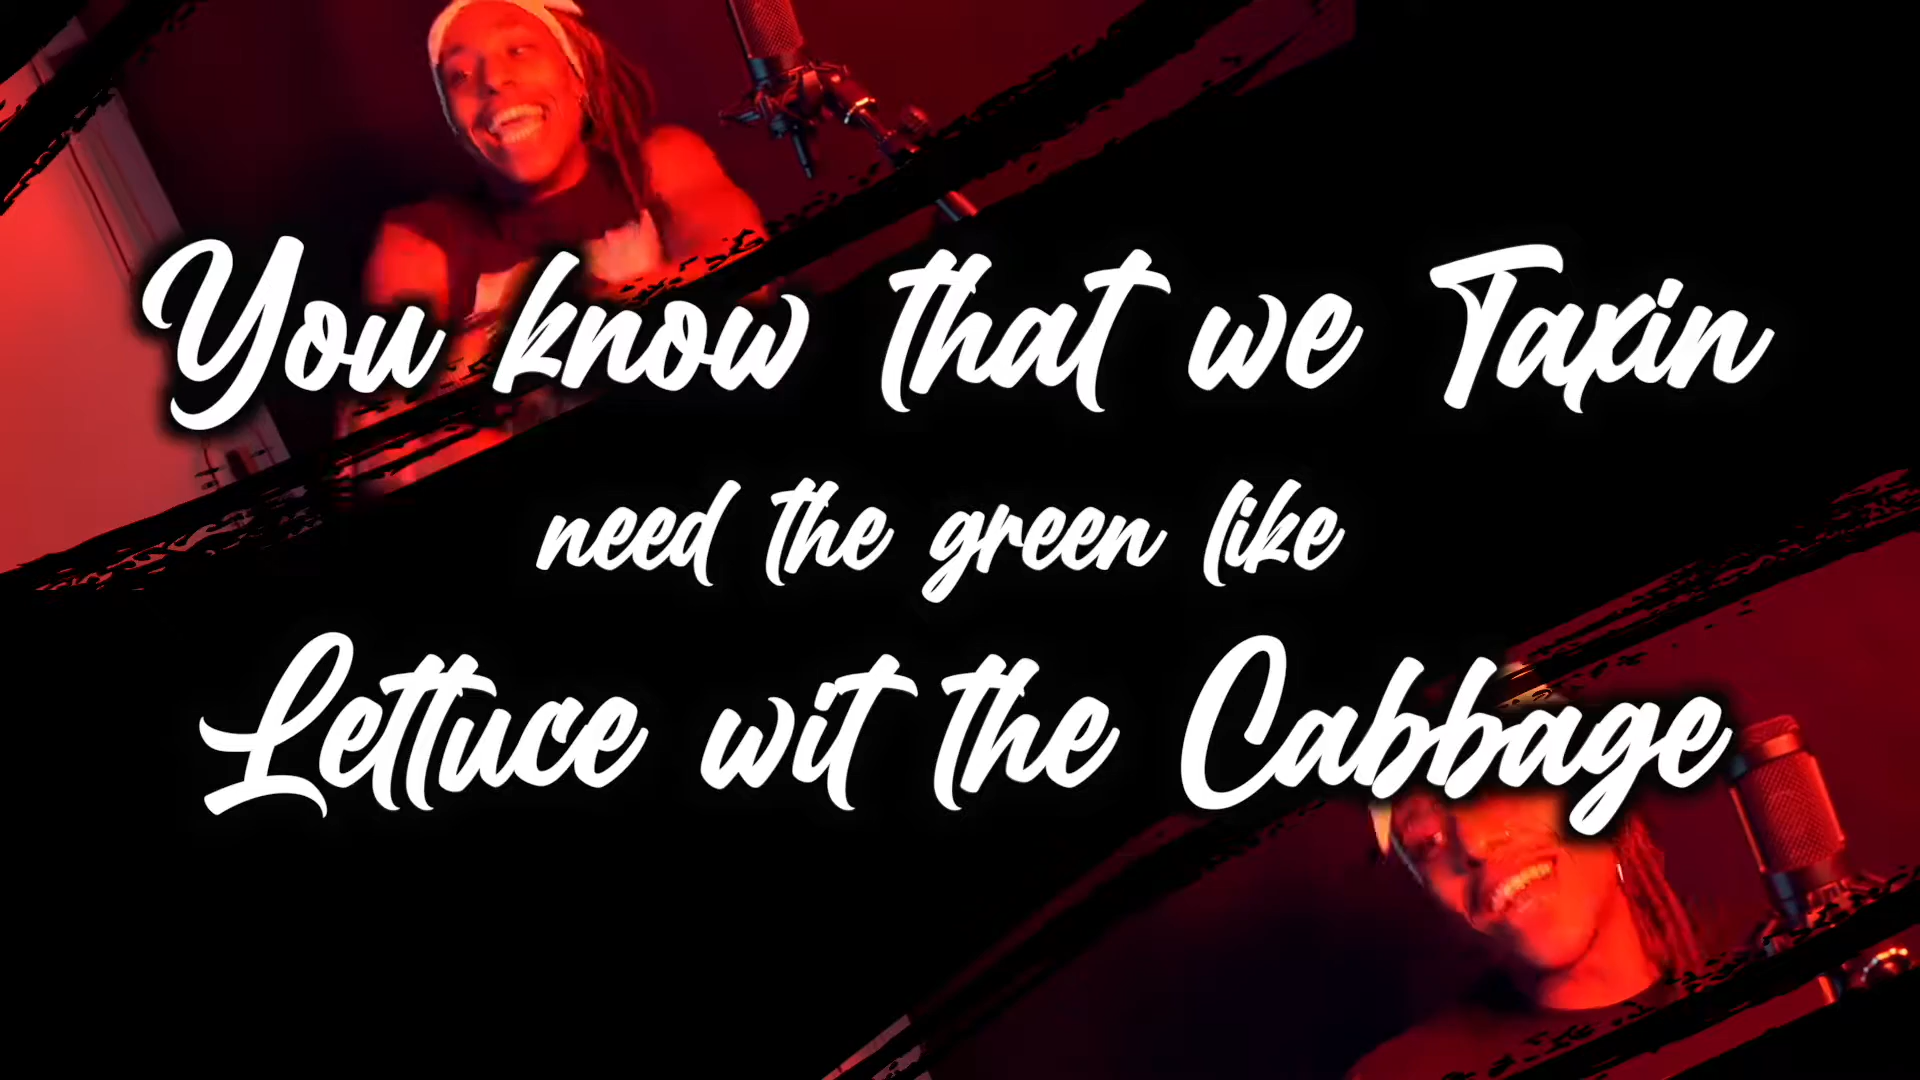 You know that we Taxin
need the green like
Lettuce wit the Cabbage